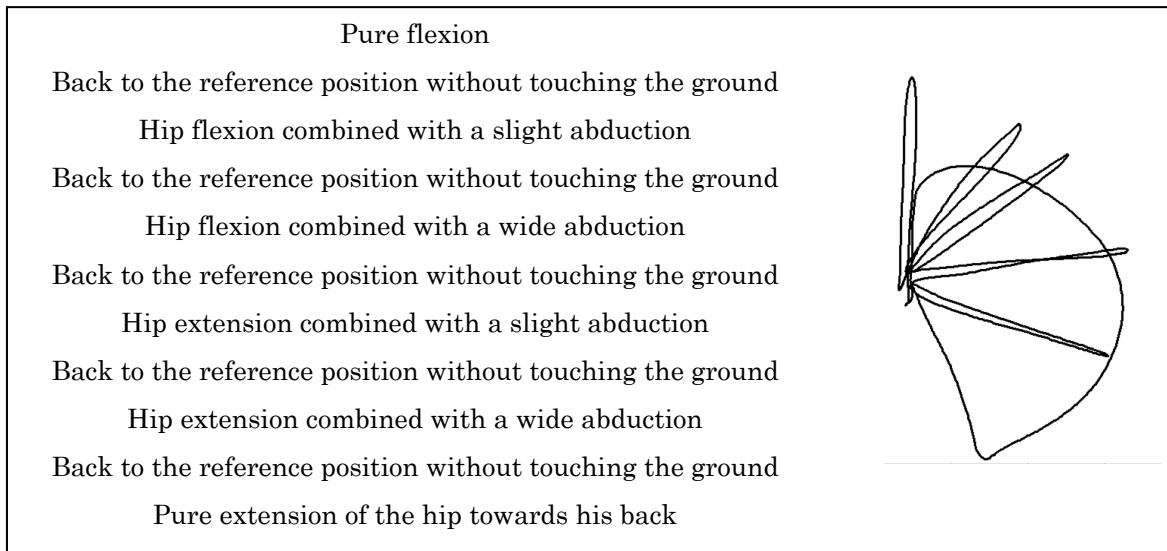 Pure flexion
Back to the reference position without touching the ground
Hip flexion combined with a slight abduction
Back to the reference position without touching the ground
Hip flexion combined with a wide abduction
Back to the reference position without touching the ground
Hip extension combined with a slight abduction
Back to the reference position without touching the ground
Hip extension combined with a wide abduction
Back to the reference position without touching the ground
Pure extension of the hip towards his back